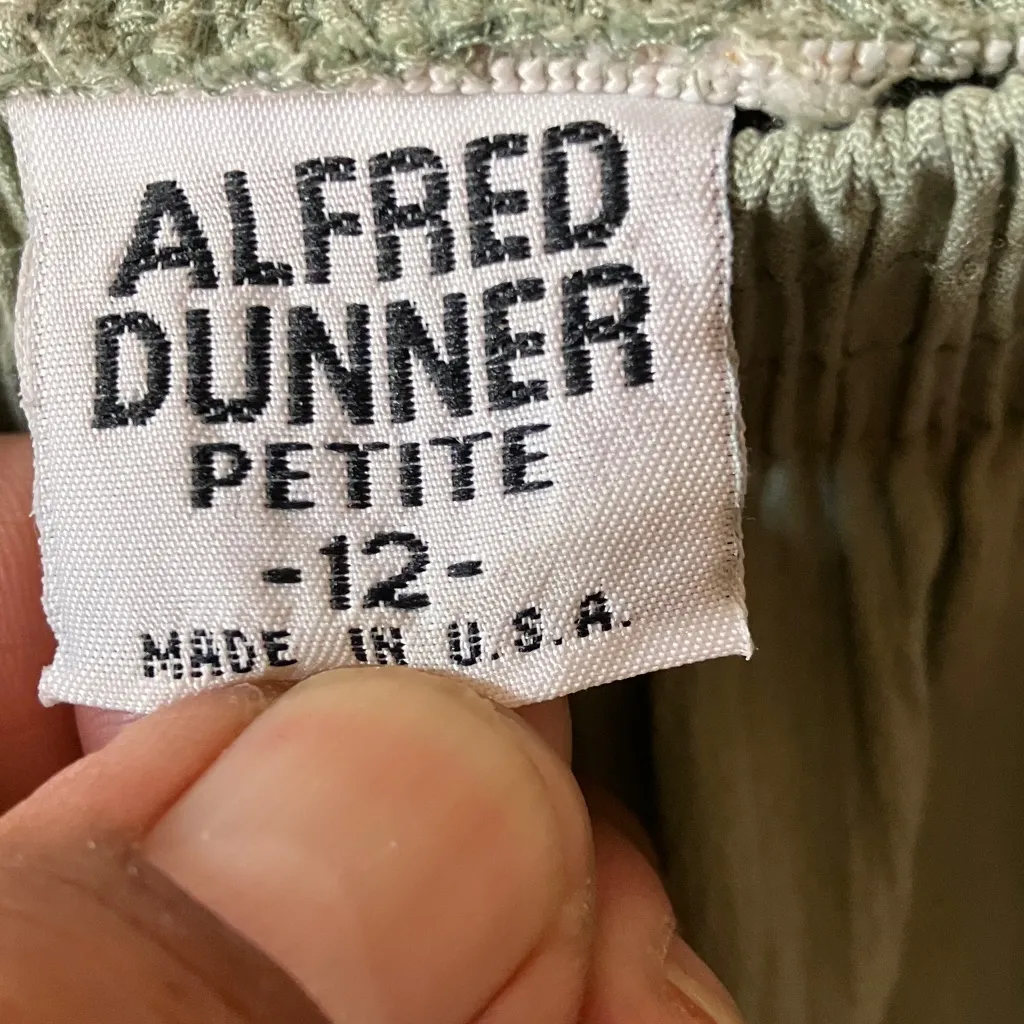 ALFRED
DUNNER
PETITE
-12-
MADE IN U.S.A.